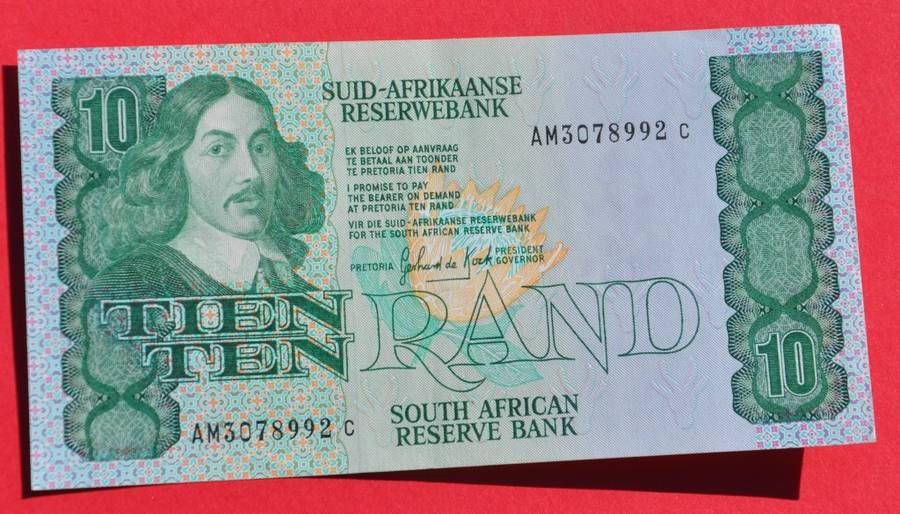 10
SUID-AFRIKAANSE
RESERWEBANK
AM3078992 C
EK BELOOF OP AANVRAAG
TE BETAAL AAN TOONDER
TE PRETORIA TIEN RAND
I PROMISE TO PAY
THE BEARER ON DEMAND
AT PRETORIA TEN RAND
VIR DIE SUID-AFRIKAANSE RESERWEBANK
FOR THE SOUTH AFRICAN RESERVE BANK
PRETORIA Gerhard de Kock PRESIDENT
GOVERNOR
TIEN
TEN RAND
10
SOUTH AFRICAN
RESERVE BANK
AM3078992 C